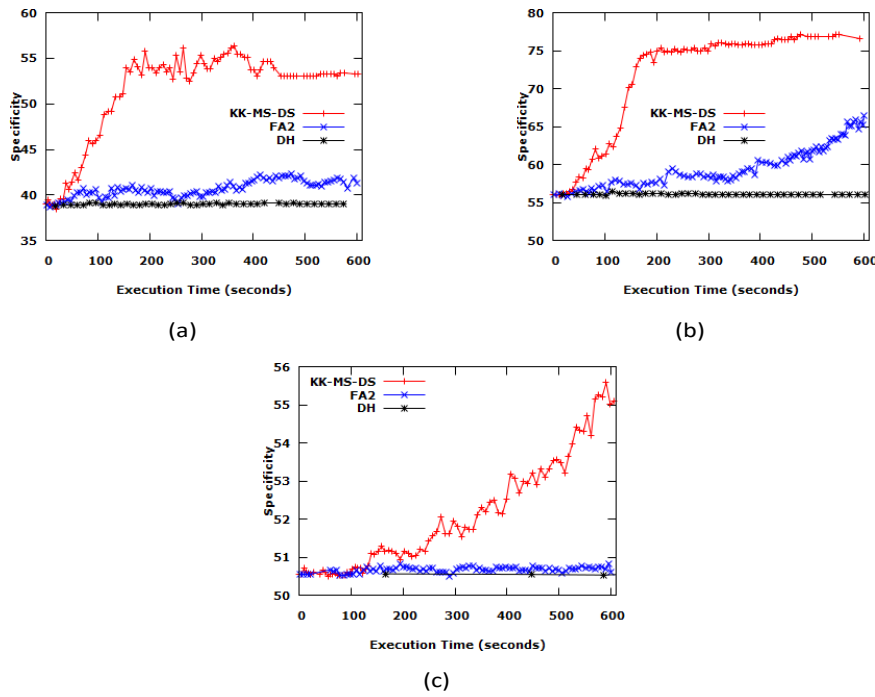 60
55
50
45
40
35
Specificity
KK-MS-DS
FA2
DH
0 100 200 300 400 500 600
Execution Time (seconds)
(a)
80
75
70
65
60
55
50
Specificity
KK-MS-DS
FA2
DH
0 100 200 300 400 500 600
Execution Time (seconds)
(b)
56
55
54
53
52
51
50
Specificity
KK-MS-DS
FA2
DH
0 100 200 300 400 500 600
Execution Time (seconds)
(c)